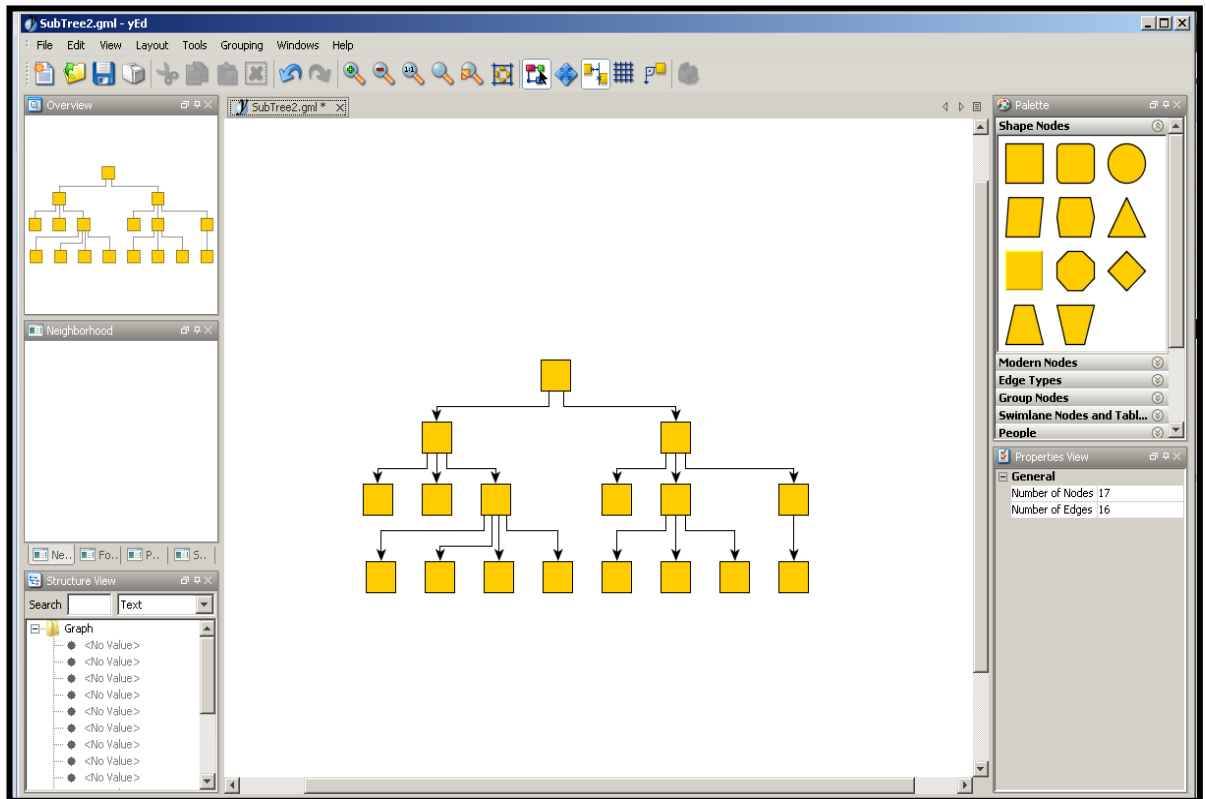 SubTree2.gml - yEd
File Edit View Layout Tools Grouping Windows Help
1:1
Overview
SubTree2.gml *
Palette
Shape Nodes
Modern Nodes
Edge Types
Group Nodes
Swimlane Nodes and Tabl...
People
Neighborhood
Ne.. Fo.. P.. S..
Structure View
Search Text
Graph
<No Value>
<No Value>
<No Value>
<No Value>
<No Value>
<No Value>
<No Value>
<No Value>
<No Value>
Properties View
General
Number of Nodes 17
Number of Edges 16